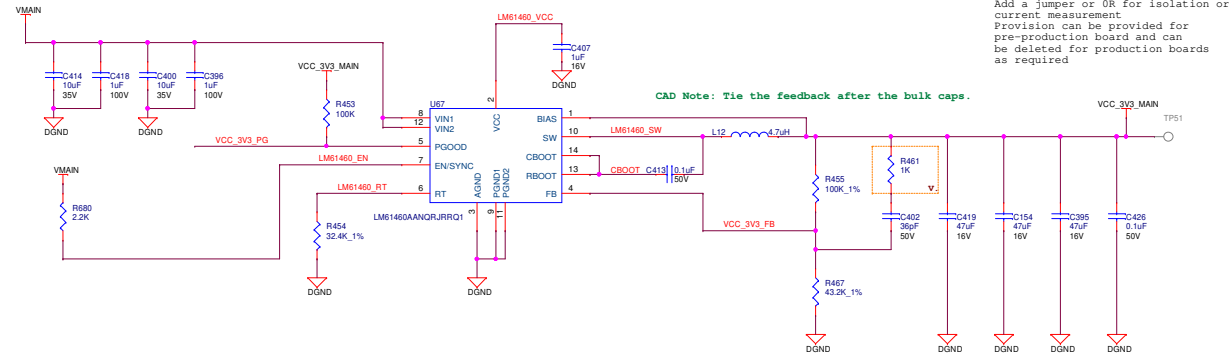 Add a jumper or 0R for isolation or
current measurement
Provision can be provided for
pre-production board and can
be deleted for production boards
as required
VMAIN
LM61460_VCC
C407
1uF
16V
DGND
C414
10uF
35V
C418
1uF
100V
C400
10uF
35V
C396
1uF
100V
DGND
DGND
VCC_3V3_MAIN
R453
100K
CAD Note: Tie the feedback after the bulk caps.
VCC_3V3_MAIN
TP51
U67
2
VCC
8
VIN1
12
VIN2
5
PGOOD
7
EN/SYNC
6
RT
BIAS
1
SW
10
CBOOT
14
RBOOT
13
FB
4
AGND
3
PGND1
9
PGND2
11
LM61460AANQRJRRQ1
VCC_3V3_PG
LM61460_EN
LM61460_RT
LM61460_SW
L12
4.7uH
CBOOT
C413
0.1uF
50V
VMAIN
R680
2.2K
R454
32.4K_1%
DGND
DGND
R455
100K_1%
R461
1K
V.
VCC_3V3_FB
C402
36pF
50V
C419
47uF
16V
C154
47uF
16V
C395
47uF
16V
C426
0.1uF
50V
R467
43.2K_1%
DGND
DGND
DGND
DGND
DGND